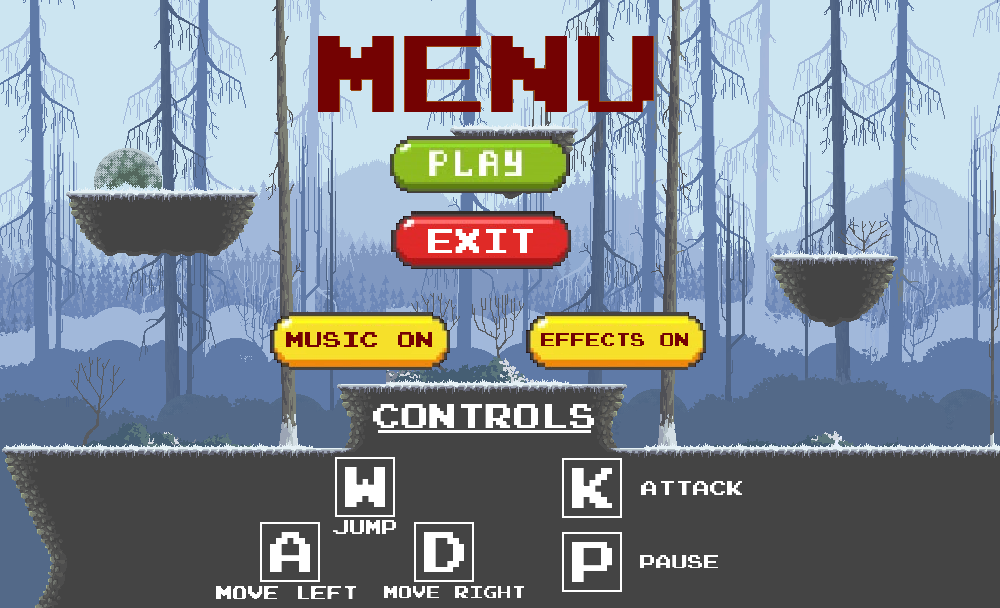 MENU
PLAY
EXIT
MUSIC ON
EFFECTS ON
CONTROLS
W
JUMP
A
MOVE LEFT
D
MOVE RIGHT
K
ATTACK
P
PAUSE